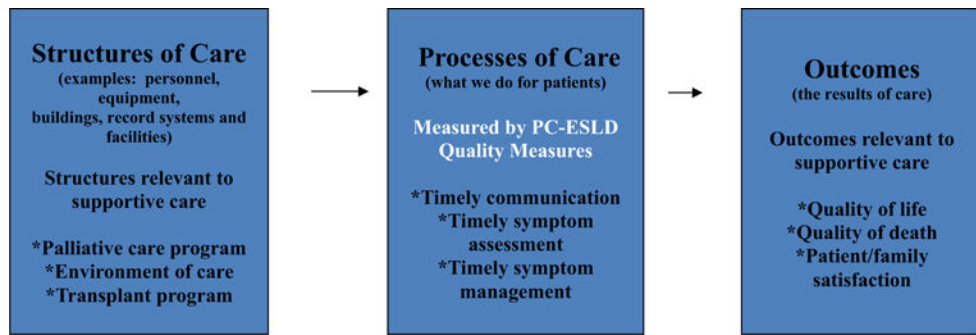 Structures of Care
(examples:  personnel,
equipment,
buildings, record systems and
facilities)
Structures relevant to
supportive care
*Palliative care program
*Environment of care
*Transplant program
Processes of Care
(what we do for patients)
Measured by PC-ESLD
Quality Measures
*Timely communication
*Timely symptom
assessment
*Timely symptom
management
Outcomes
(the results of care)
Outcomes relevant to
supportive care
*Quality of life
*Quality of death
*Patient/family
satisfaction